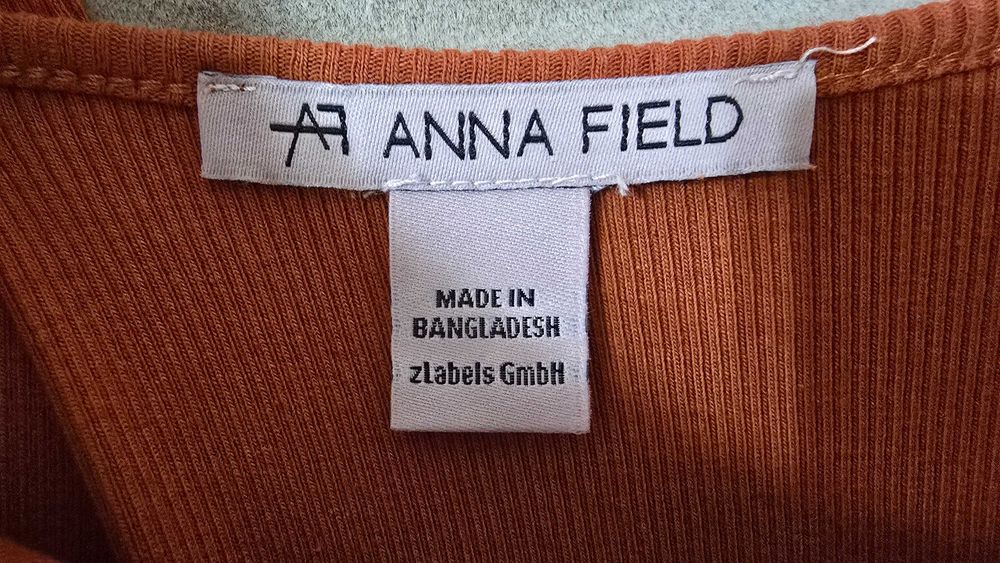 AF ANNA FIELD
MADE IN
BANGLADESH
zLabels GmbH